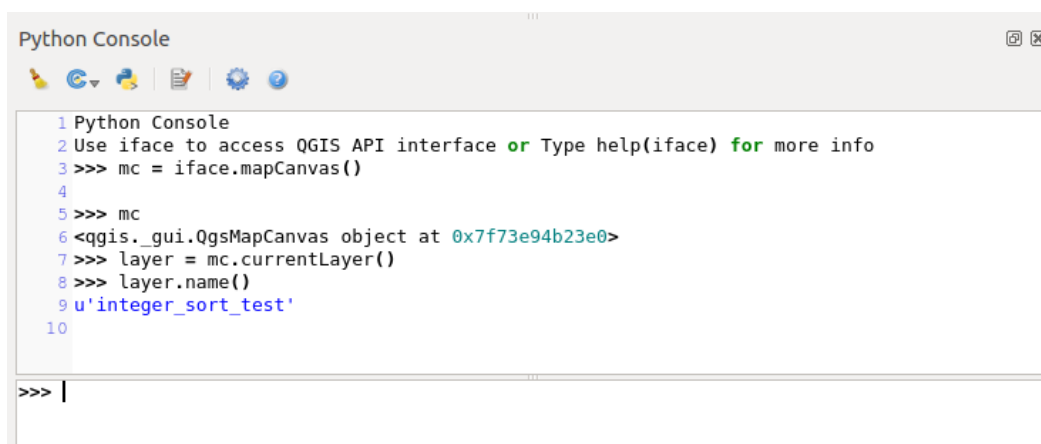 Python Console
1 Python Console
2 Use iface to access QGIS API interface or Type help(iface) for more info
3 >>> mc = iface.mapCanvas()
4
5 >>> mc
6 <qgis._gui.QgsMapCanvas object at 0x7f73e94b23e0>
7 >>> layer = mc.currentLayer()
8 >>> layer.name()
9 u'integer_sort_test'
10
>>>